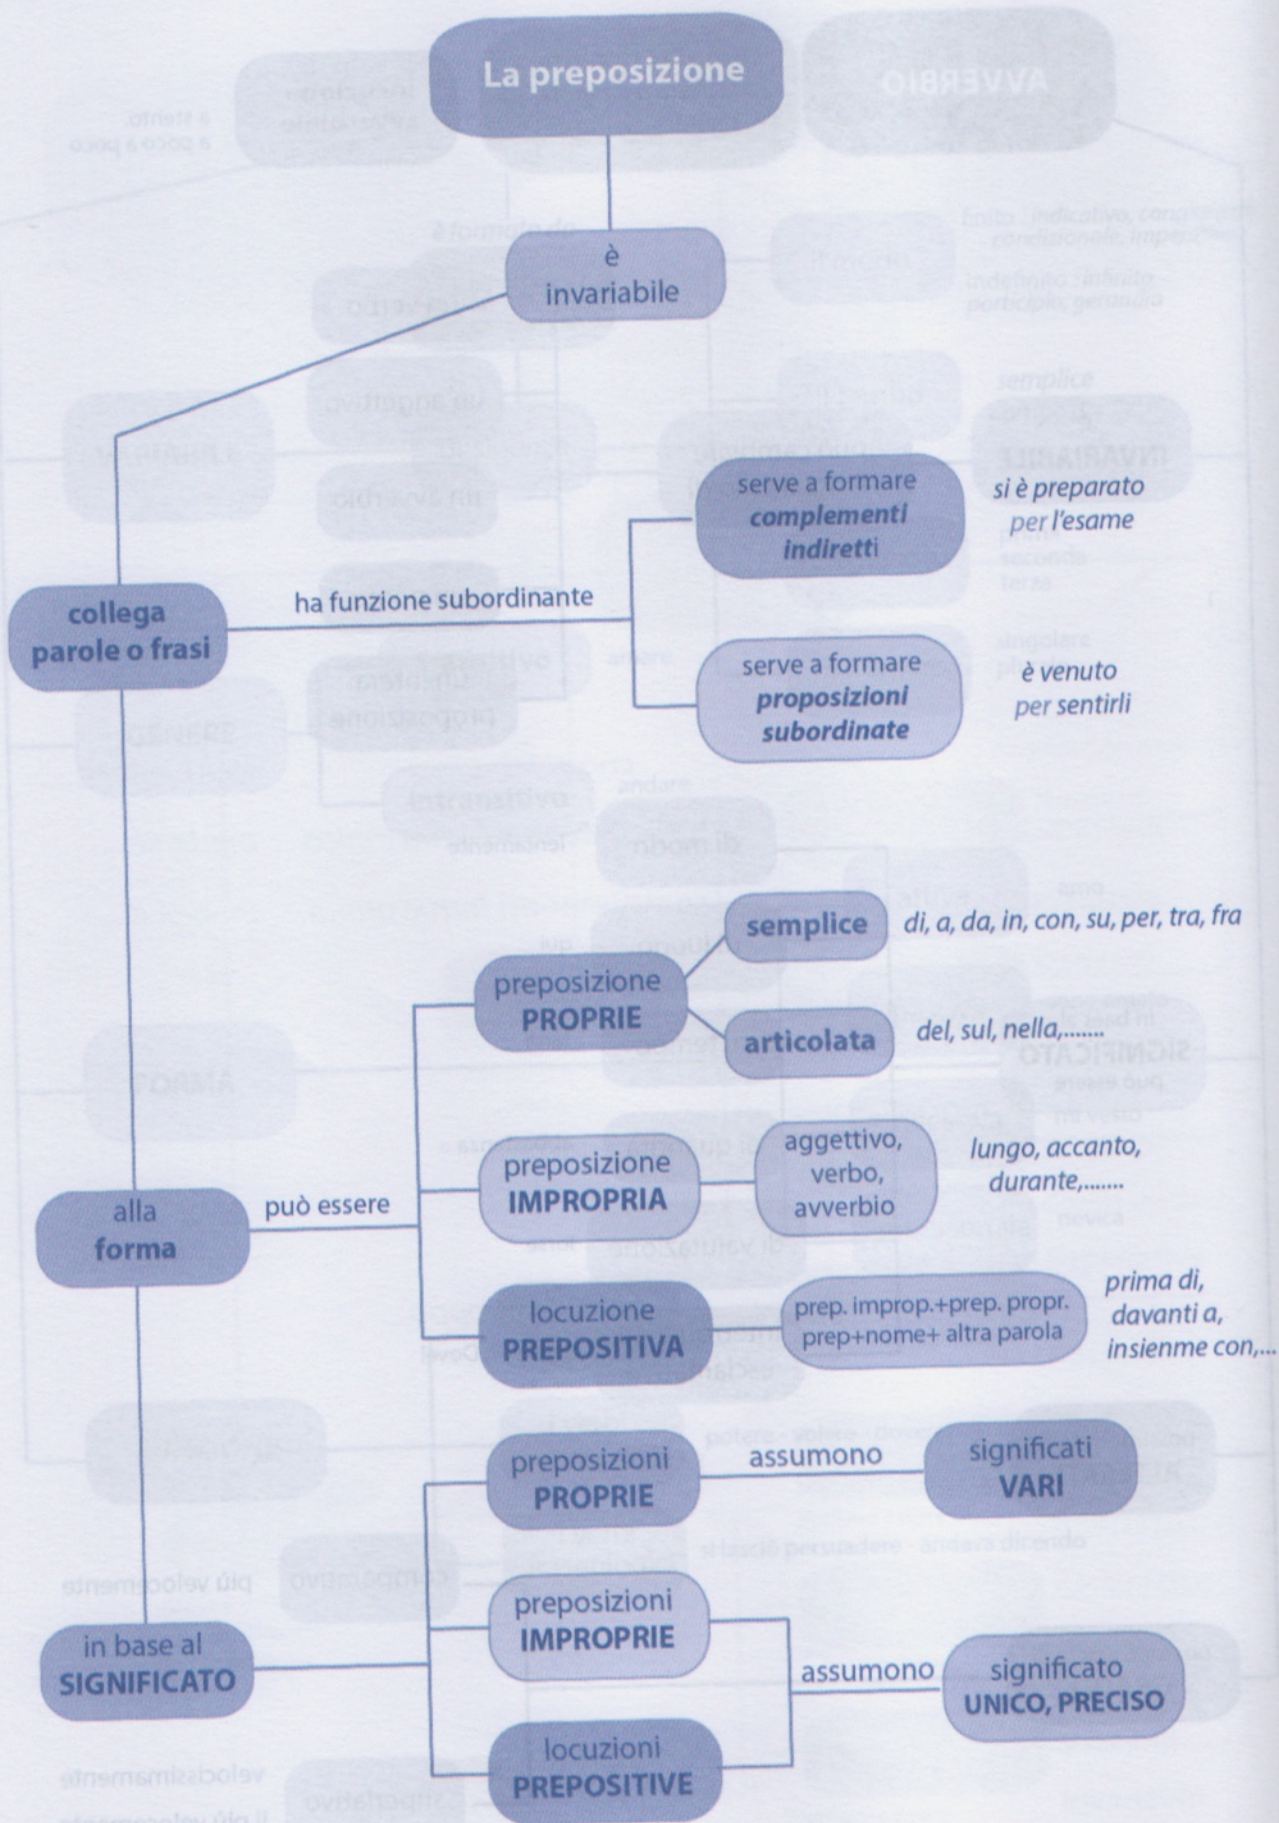 La preposizione
è
invariabile
collega
parole o frasi
ha funzione subordinante
serve a formare
complementi
indiretti
si è preparato
per l'esame
serve a formare
proposizioni
subordinate
è venuto
per sentirli
alla
forma
può essere
preposizione
PROPRIE
semplice
di, a, da, in, con, su, per, tra, fra
articolata
del, sul, nella,.......
preposizione
IMPROPRIA
aggettivo,
verbo,
avverbio
lungo, accanto,
durante,.......
locuzione
PREPOSITIVA
prep. improp.+prep. propr.
prep+nome+ altra parola
prima di,
davanti a,
insienme con,...
in base al
SIGNIFICATO
preposizioni
PROPRIE
assumono
significati
VARI
preposizioni
IMPROPRIE
locuzioni
PREPOSITIVE
assumono
significato
UNICO, PRECISO